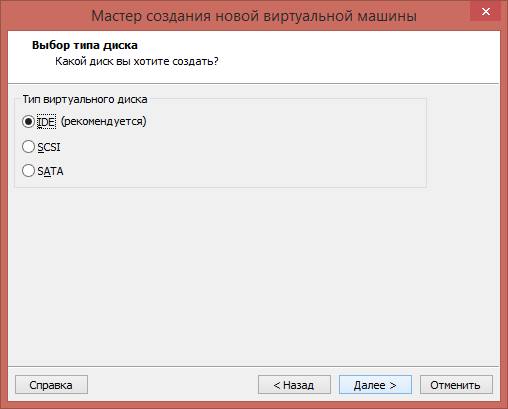 Мастер создания новой виртуальной машины
Выбор типа диска
Какой диск вы хотите создать?
Тип виртуального диска
IDE (рекомендуется)
SCSI
SATA
Справка < Назад Далее > Отменить